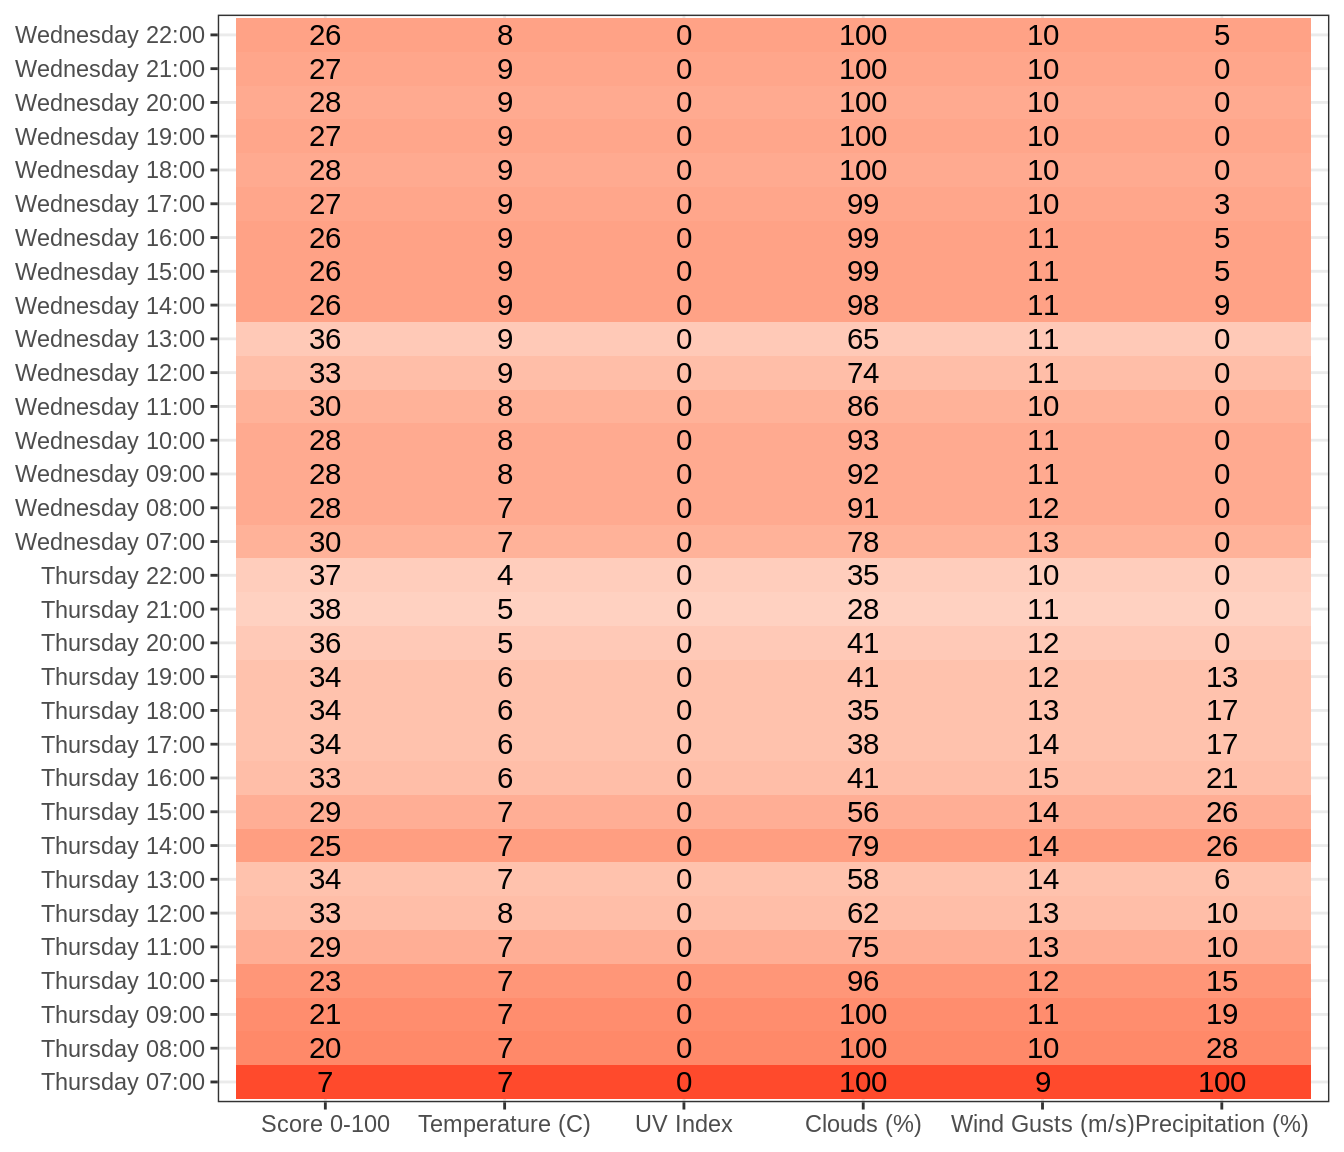 Wednesday 22:00 26 8 0 100 10 5
Wednesday 21:00 27 9 0 100 10 0
Wednesday 20:00 28 9 0 100 10 0
Wednesday 19:00 27 9 0 100 10 0
Wednesday 18:00 28 9 0 100 10 0
Wednesday 17:00 27 9 0 99 10 3
Wednesday 16:00 26 9 0 99 11 5
Wednesday 15:00 26 9 0 99 11 5
Wednesday 14:00 26 9 0 98 11 9
Wednesday 13:00 36 9 0 65 11 0
Wednesday 12:00 33 9 0 74 11 0
Wednesday 11:00 30 8 0 86 10 0
Wednesday 10:00 28 8 0 93 11 0
Wednesday 09:00 28 8 0 92 11 0
Wednesday 08:00 28 7 0 91 12 0
Wednesday 07:00 30 7 0 78 13 0
Thursday 22:00 37 4 0 35 10 0
Thursday 21:00 38 5 0 28 11 0
Thursday 20:00 36 5 0 41 12 0
Thursday 19:00 34 6 0 41 12 13
Thursday 18:00 34 6 0 35 13 17
Thursday 17:00 34 6 0 38 14 17
Thursday 16:00 33 6 0 41 15 21
Thursday 15:00 29 7 0 56 14 26
Thursday 14:00 25 7 0 79 14 26
Thursday 13:00 34 7 0 58 14 6
Thursday 12:00 33 8 0 62 13 10
Thursday 11:00 29 7 0 75 13 10
Thursday 10:00 23 7 0 96 12 15
Thursday 09:00 21 7 0 100 11 19
Thursday 08:00 20 7 0 100 10 28
Thursday 07:00 7 7 0 100 9 100
Score 0-100 Temperature (C) UV Index Clouds (%) Wind Gusts (m/s) Precipitation (%)